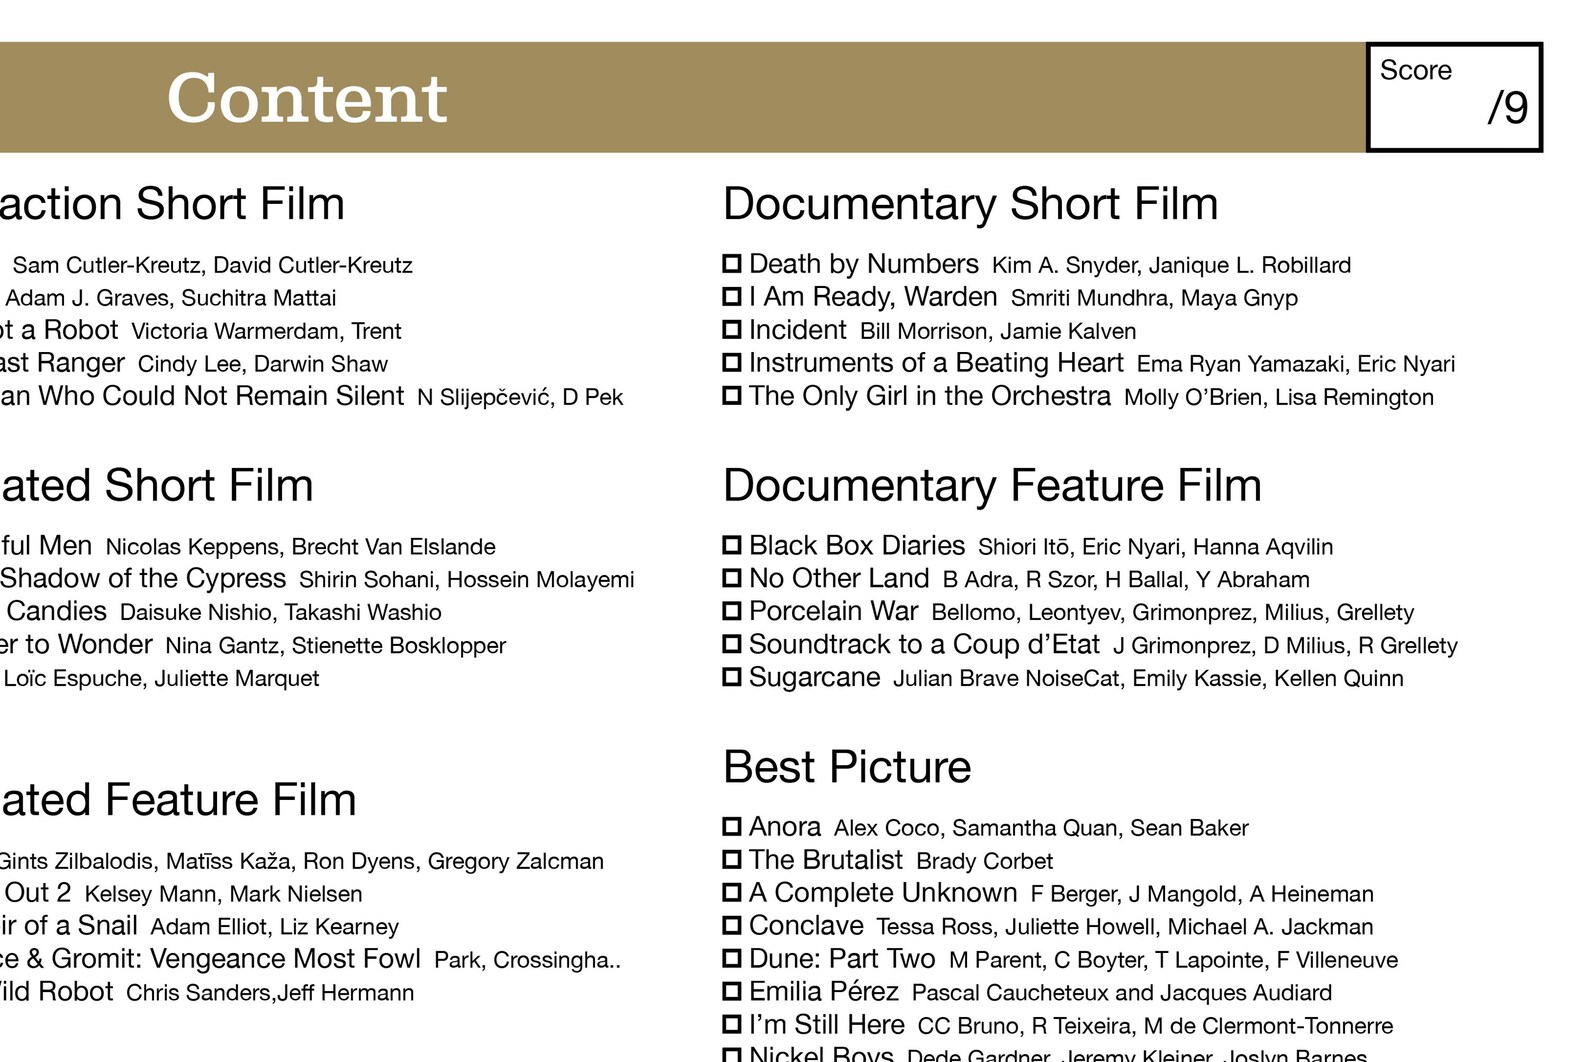 Content
Score
/9
action Short Film
Sam Cutler-Kreutz, David Cutler-Kreutz
Adam J. Graves, Suchitra Mattai
ot a Robot Victoria Warmerdam, Trent
ast Ranger Cindy Lee, Darwin Shaw
an Who Could Not Remain Silent N Slijepčević, D Pek
ated Short Film
ful Men Nicolas Keppens, Brecht Van Elslande
Shadow of the Cypress Shirin Sohani, Hossein Molayemi
Candies Daisuke Nishio, Takashi Washio
er to Wonder Nina Gantz, Stienette Bosklopper
Loïc Espuche, Juliette Marquet
ated Feature Film
Gints Zilbalodis, Matīss Kaža, Ron Dyens, Gregory Zalcman
Out 2 Kelsey Mann, Mark Nielsen
ir of a Snail Adam Elliot, Liz Kearney
ce & Gromit: Vengeance Most Fowl Park, Crossingha..
Wild Robot Chris Sanders,Jeff Hermann
Documentary Short Film
Death by Numbers Kim A. Snyder, Janique L. Robillard
I Am Ready, Warden Smriti Mundhra, Maya Gnyp
Incident Bill Morrison, Jamie Kalven
Instruments of a Beating Heart Ema Ryan Yamazaki, Eric Nyari
The Only Girl in the Orchestra Molly O’Brien, Lisa Remington
Documentary Feature Film
Black Box Diaries Shiori Itō, Eric Nyari, Hanna Aqvilin
No Other Land B Adra, R Szor, H Ballal, Y Abraham
Porcelain War Bellomo, Leontyev, Grimonprez, Milius, Grellety
Soundtrack to a Coup d’Etat J Grimonprez, D Milius, R Grellety
Sugarcane Julian Brave NoiseCat, Emily Kassie, Kellen Quinn
Best Picture
Anora Alex Coco, Samantha Quan, Sean Baker
The Brutalist Brady Corbet
A Complete Unknown F Berger, J Mangold, A Heineman
Conclave Tessa Ross, Juliette Howell, Michael A. Jackman
Dune: Part Two M Parent, C Boyter, T Lapointe, F Villeneuve
Emilia Pérez Pascal Caucheteux and Jacques Audiard
I’m Still Here CC Bruno, R Teixeira, M de Clermont-Tonnerre
Nickel Boys Dede Gardner, Jeremy Kleiner, Joslyn Barnes